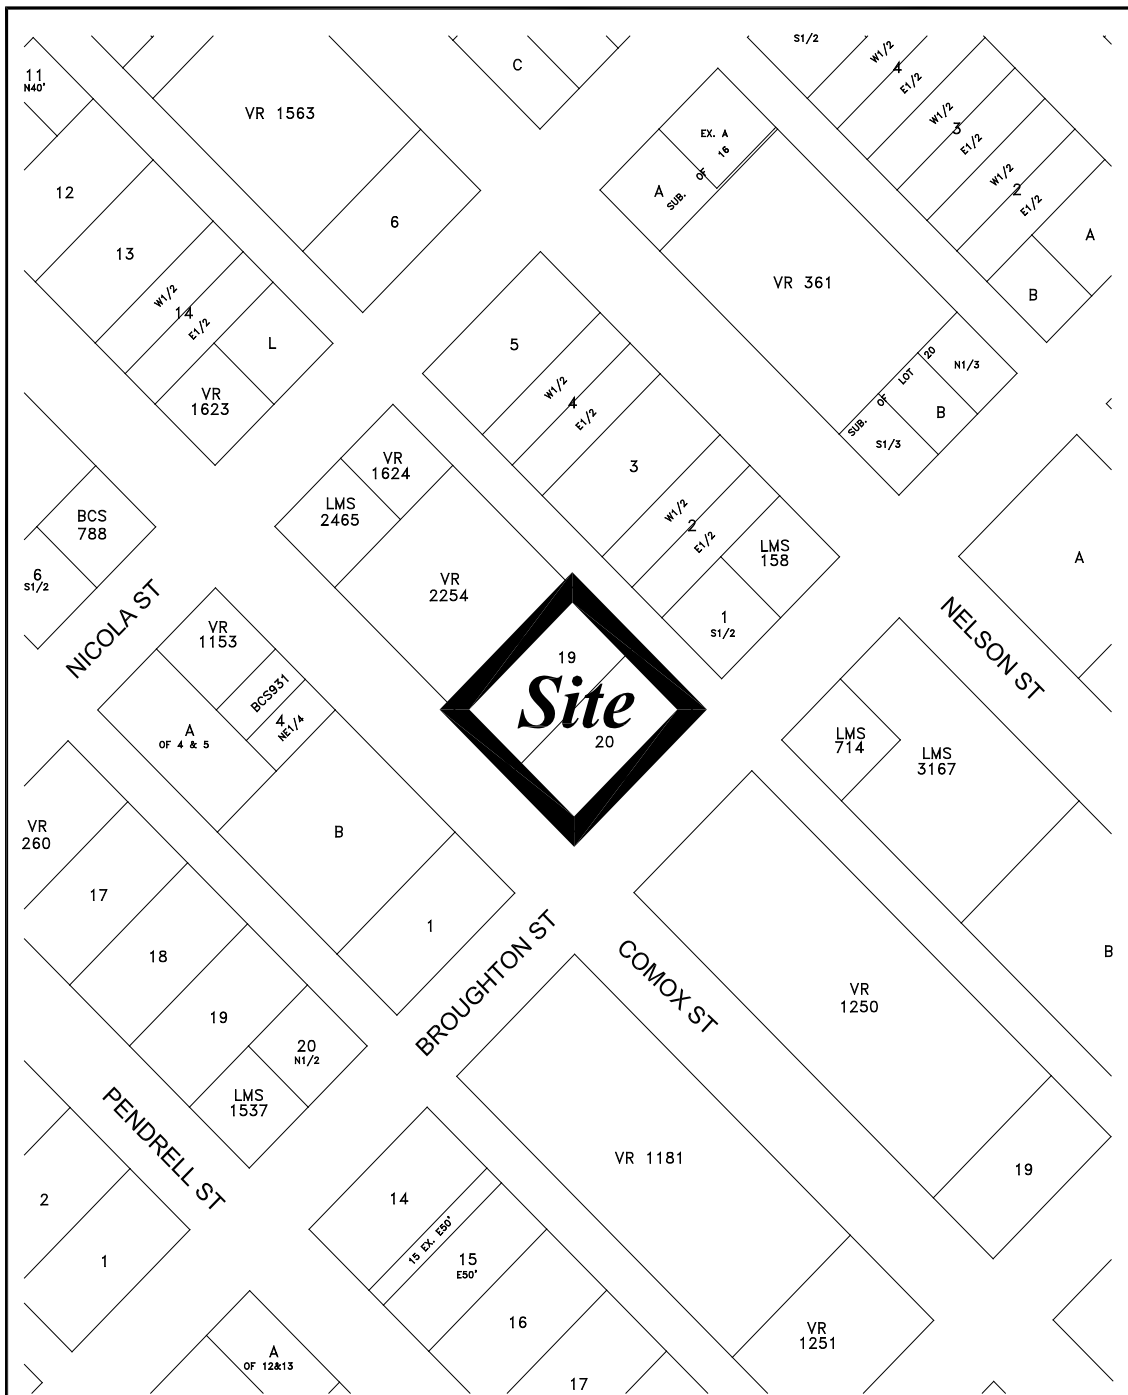 S1/2
W1/2
4
E1/2
C
11
N40'
VR 1563
W1/2
3
E1/2
EX. A
16
SUB. OF
A
W1/2
2
E1/2
12
6
A
13
VR 361
B
W1/2
14
E1/2
L
5
20
N1/3
LOT
VR
1623
W1/2
4
E1/2
OF
B
SUB.
S1/3
VR
1624
3
LMS
2465
BCS
788
W1/2
2
E1/2
LMS
158
A
6
S1/2
VR
2254
1
S1/2
NICOLA ST
NELSON ST
VR
1153
19
Site
20
BCS931
4
NE1/4
A
OF 4 & 5
LMS
714
LMS
3167
VR
260
B
17
1
18
B
BROUGHTON ST
COMOX ST
VR
1250
19
20
N1/2
LMS
1537
PENDRELL ST
VR 1181
19
2
14
15 EX. E50'
1
15
E50'
16
VR
1251
A
OF 12&13
17